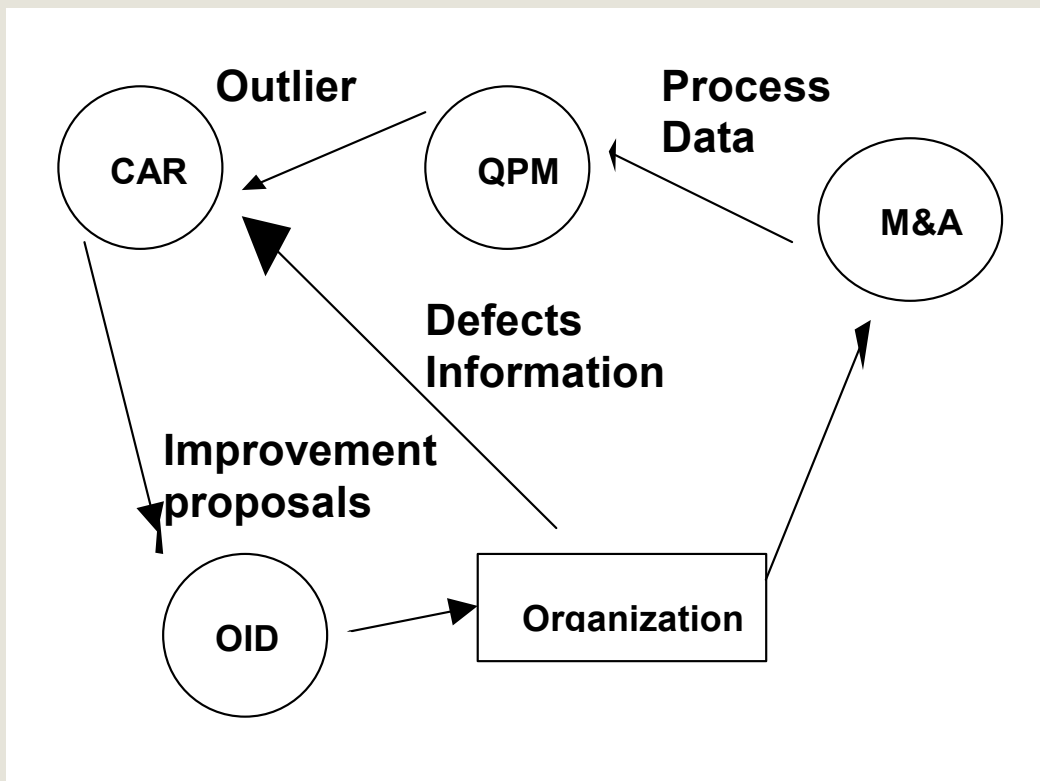 Outlier
Process
Data
CAR
QPM
M&A
Defects
Information
Improvement
proposals
OID
Organization